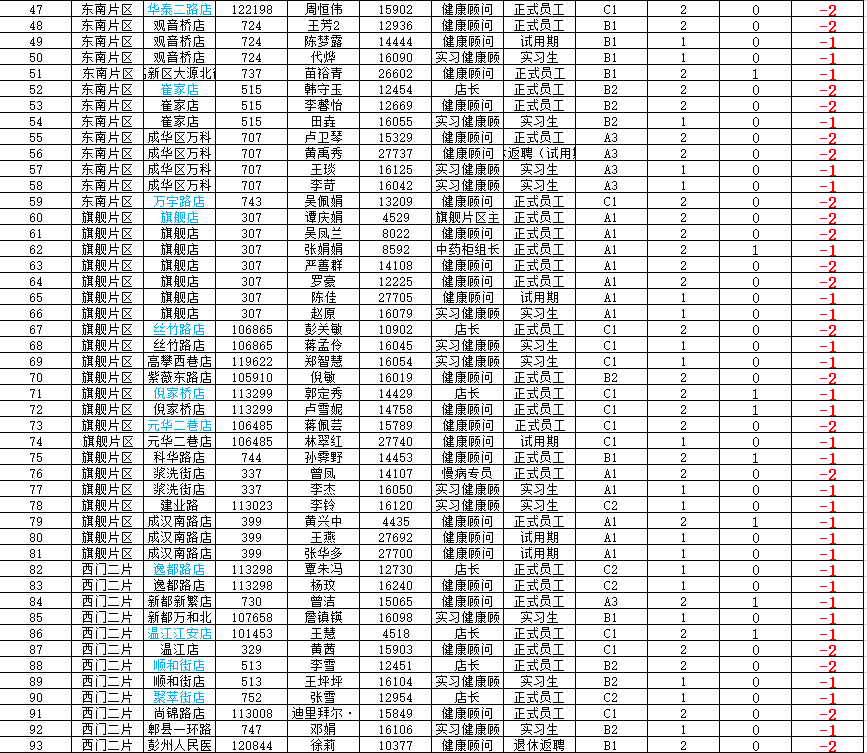 47 东南片区 华泰二路店 122198 周恒伟 15902 健康顾问 正式员工 C1 2 0 -2
48 东南片区 观音桥店 724 王芳2 12936 健康顾问 正式员工 B1 2 0 -2
49 东南片区 观音桥店 724 陈梦露 14444 健康顾问 试用期 B1 1 0 -1
50 东南片区 观音桥店 724 代烨 16090 实习健康顾 实习生 B1 1 0 -1
51 东南片区 高新区大源北街 737 苗裕青 26602 健康顾问 正式员工 B1 2 1 -1
52 东南片区 崔家店 515 韩守玉 12454 店长 正式员工 B2 2 0 -2
53 东南片区 崔家店 515 李馨怡 12669 健康顾问 正式员工 B2 2 0 -2
54 东南片区 崔家店 515 田垚 16055 实习健康顾 实习生 B2 1 0 -1
55 东南片区 成华区万科 707 卢卫琴 15329 健康顾问 正式员工 A3 2 0 -2
56 东南片区 成华区万科 707 黄禹秀 27737 健康顾问 返聘（试用 A3 2 0 -2
57 东南片区 成华区万科 707 王琰 16125 实习健康顾 实习生 A3 1 0 -1
58 东南片区 成华区万科 707 李苛 16042 实习健康顾 实习生 A3 1 0 -1
59 东南片区 万宇路店 743 吴佩娟 13209 健康顾问 正式员工 C1 2 0 -2
60 旗舰片区 旗舰店 307 谭庆娟 4529 旗舰片区主 正式员工 A1 2 0 -2
61 旗舰片区 旗舰店 307 吴凤兰 8022 健康顾问 正式员工 A1 2 0 -2
62 旗舰片区 旗舰店 307 张娟娟 8592 中药柜组长 正式员工 A1 2 1 -1
63 旗舰片区 旗舰店 307 严善群 14108 健康顾问 正式员工 A1 2 0 -2
64 旗舰片区 旗舰店 307 罗豪 12225 健康顾问 正式员工 A1 2 0 -2
65 旗舰片区 旗舰店 307 陈佳 27705 健康顾问 试用期 A1 1 0 -1
66 旗舰片区 旗舰店 307 赵原 16079 实习健康顾 实习生 A1 1 0 -1
67 旗舰片区 丝竹路店 106865 彭关敏 10902 店长 正式员工 C1 2 0 -2
68 旗舰片区 丝竹路店 106865 蒋孟伶 16045 实习健康顾 实习生 C1 1 0 -1
69 旗舰片区 高攀西巷店 119622 郑智慧 16054 实习健康顾 实习生 C1 1 0 -1
70 旗舰片区 紫薇东路店 105910 倪敏 16019 健康顾问 正式员工 B2 2 0 -2
71 旗舰片区 倪家桥店 113299 郭定秀 14429 店长 正式员工 C1 2 1 -1
72 旗舰片区 倪家桥店 113299 卢雪妮 14758 健康顾问 正式员工 C1 2 1 -1
73 旗舰片区 元华二巷店 106485 蒋佩芸 15789 健康顾问 正式员工 C1 2 0 -2
74 旗舰片区 元华二巷店 106485 林翠红 27740 健康顾问 试用期 C1 1 0 -1
75 旗舰片区 科华路店 744 孙霁野 14453 健康顾问 正式员工 B1 2 1 -1
76 旗舰片区 浆洗街店 337 曾凤 14107 慢病专员 正式员工 A1 2 0 -2
77 旗舰片区 浆洗街店 337 李杰 16050 实习健康顾 实习生 A1 1 0 -1
78 旗舰片区 建业路 113023 李铃 16120 实习健康顾 实习生 C2 1 0 -1
79 旗舰片区 成汉南路店 399 黄兴中 4435 健康顾问 正式员工 A1 2 1 -1
80 旗舰片区 成汉南路店 399 王燕 27692 健康顾问 试用期 A1 1 0 -1
81 旗舰片区 成汉南路店 399 张华多 27700 健康顾问 试用期 A1 1 0 -1
82 西门二片 逸都路店 113298 覃朱冯 12730 店长 正式员工 C2 2 0 -2
83 西门二片 逸都路店 113298 杨玟 16240 健康顾问 正式员工 C2 1 0 -1
84 西门二片 新都新繁店 730 曾洁 15065 健康顾问 正式员工 A3 2 1 -1
85 西门二片 新都万和北 107658 詹镇锳 16098 实习健康顾 实习生 B1 1 0 -1
86 西门二片 温江江安店 101453 王慧 4518 店长 正式员工 C1 2 1 -1
87 西门二片 温江店 329 黄茜 15903 健康顾问 正式员工 C1 2 0 -2
88 西门二片 顺和街店 513 李雪 12451 店长 正式员工 B2 2 0 -2
89 西门二片 顺和街店 513 王坪坪 16104 实习健康顾 实习生 B2 1 0 -1
90 西门二片 聚萃街店 752 张雪 12954 店长 正式员工 C2 1 0 -1
91 西门二片 尚锦路店 113008 迪里拜尔· 15849 健康顾问 正式员工 C1 2 0 -2
92 西门二片 郫县一环路 747 邓娟 16106 实习健康顾 实习生 B2 1 0 -1
93 西门二片 彭州人民医 120844 徐莉 10377 健康顾问 退休返聘 B1 2 0 -2